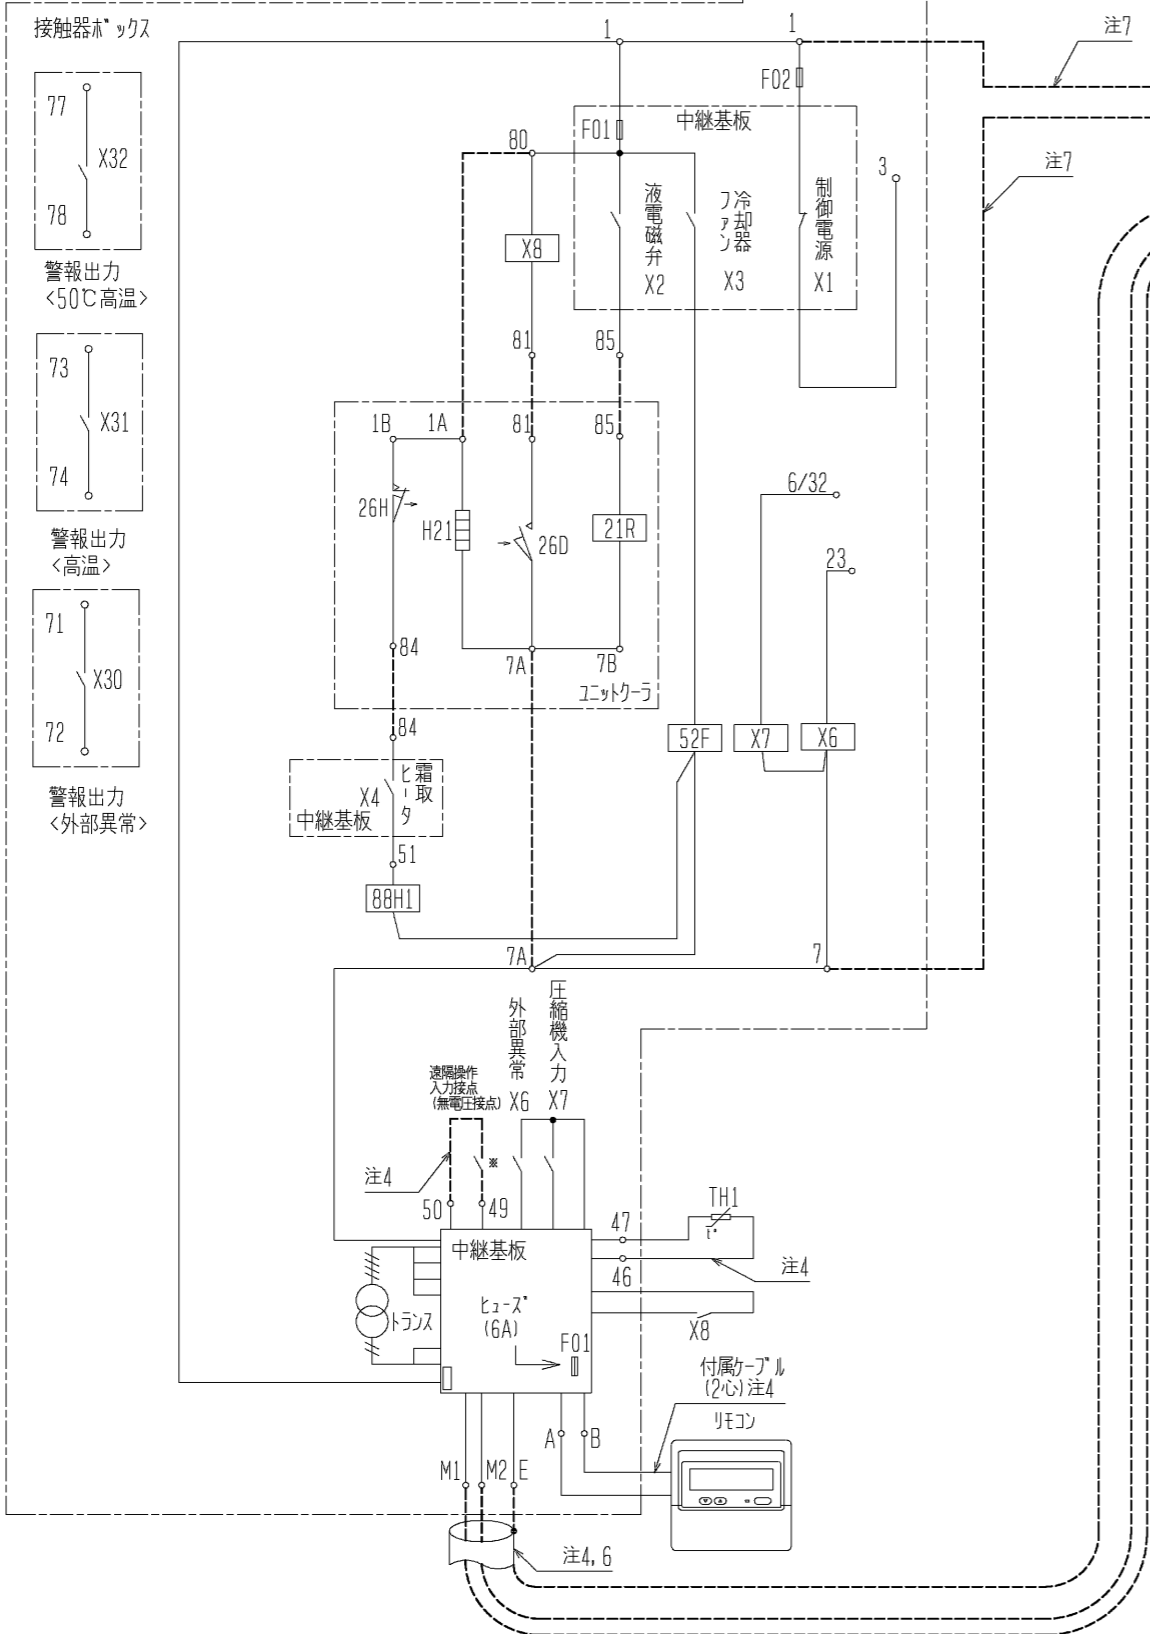 接触器ボックス
77
X32
78
警報出力
<50℃高温>
73
X31
74
警報出力
<高温>
71
X30
72
警報出力
<外部異常>
1
1
注7
F02
F01
中継基板
80
3
注7
液電磁弁
X2
冷却器
ファン
X3
制御電源
X1
X8
81
85
1B
1A
81
85
26H
H21
26D
21R
6/32
23
84
7A
7B
ユニットクーラ
84
52F
X7
X6
霜取
ヒータ
X4
中継基板
51
88H1
7A
7
外部異常
X6
圧縮機入力
X7
遠隔操作
入力接点
(無電圧接点)
※
注4
50
49
中継基板
47
TH1
ピ
46
注4
トランス
ヒューズ
(6A)
F01
X8
付属ケーブル
(2心)注4
リモコン
A
B
M1
M2
E
注4,6